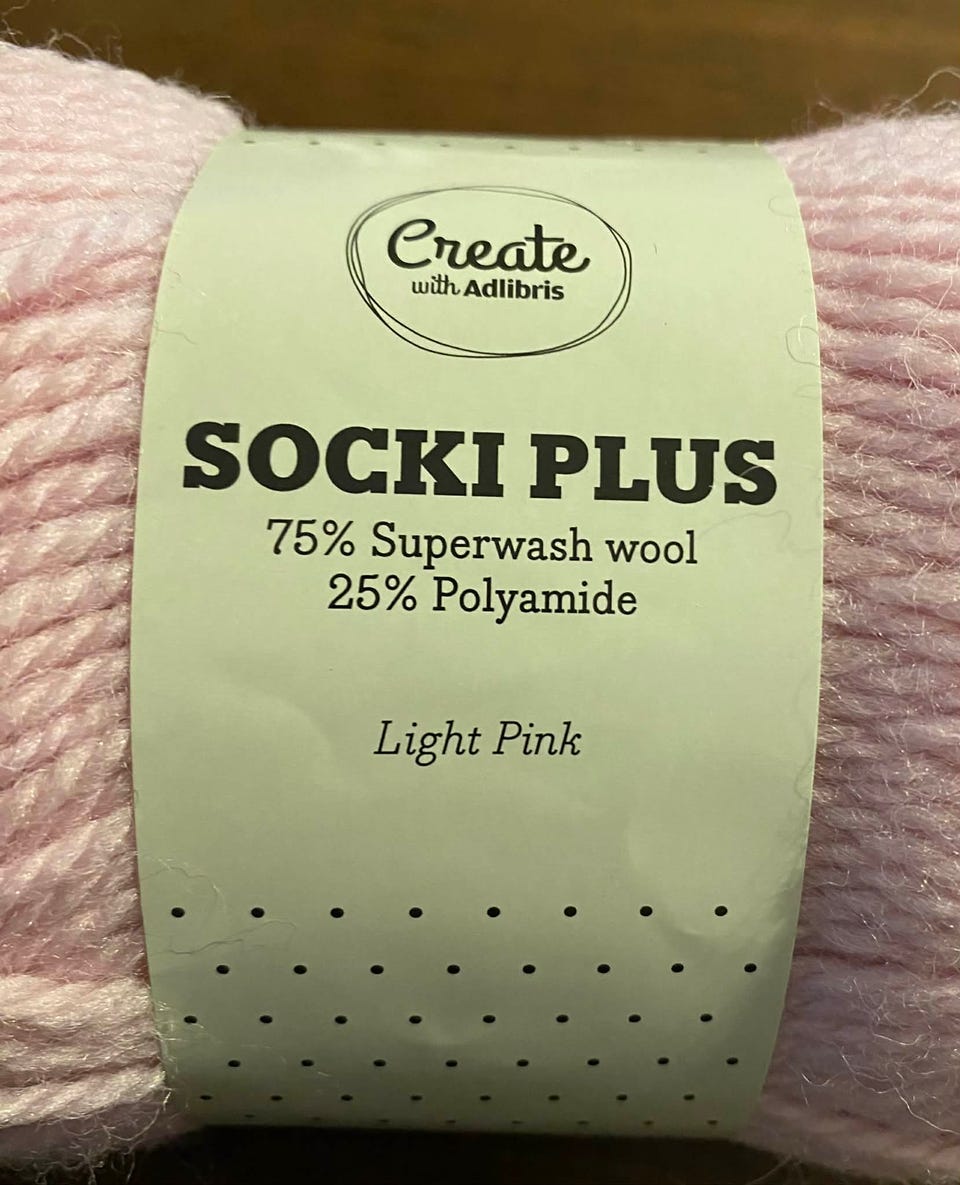 Create
with Adlibris
SOCKI PLUS
75% Superwash wool
25% Polyamide
Light Pink